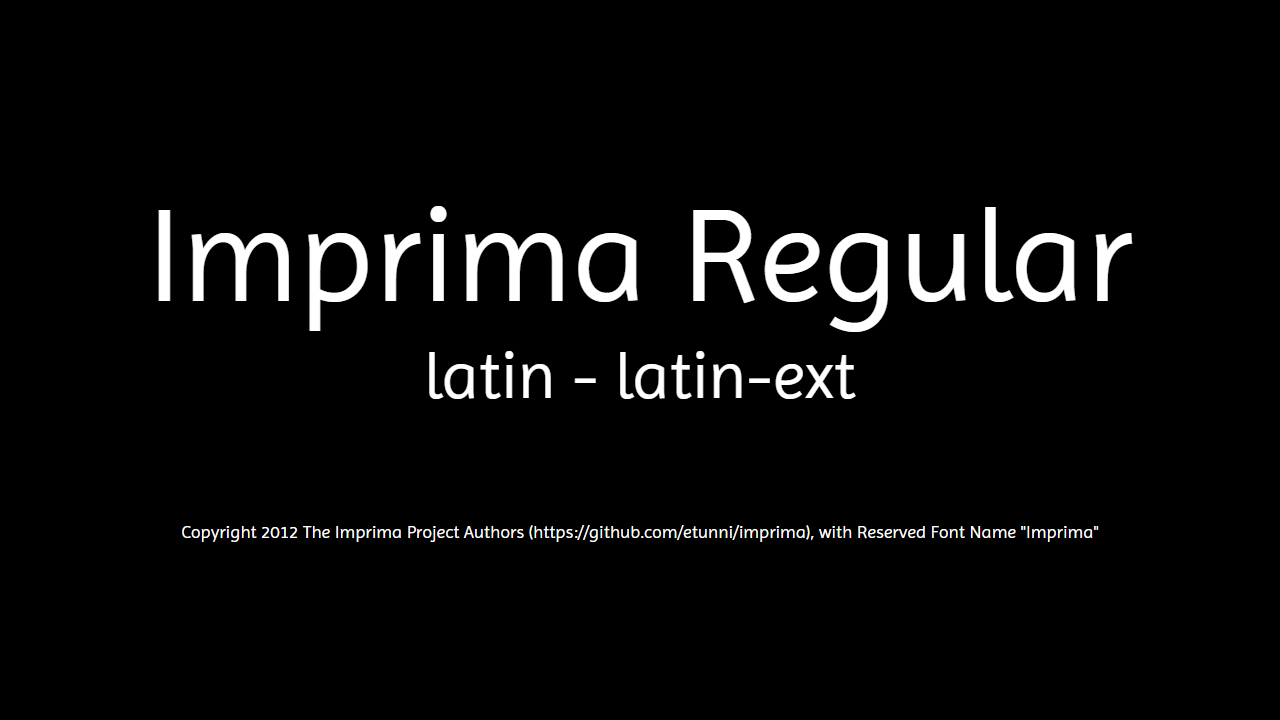 Imprima Regular
latin - latin-ext
Copyright 2012 The Imprima Project Authors (https://github.com/etunni/imprima), with Reserved Font Name "Imprima"